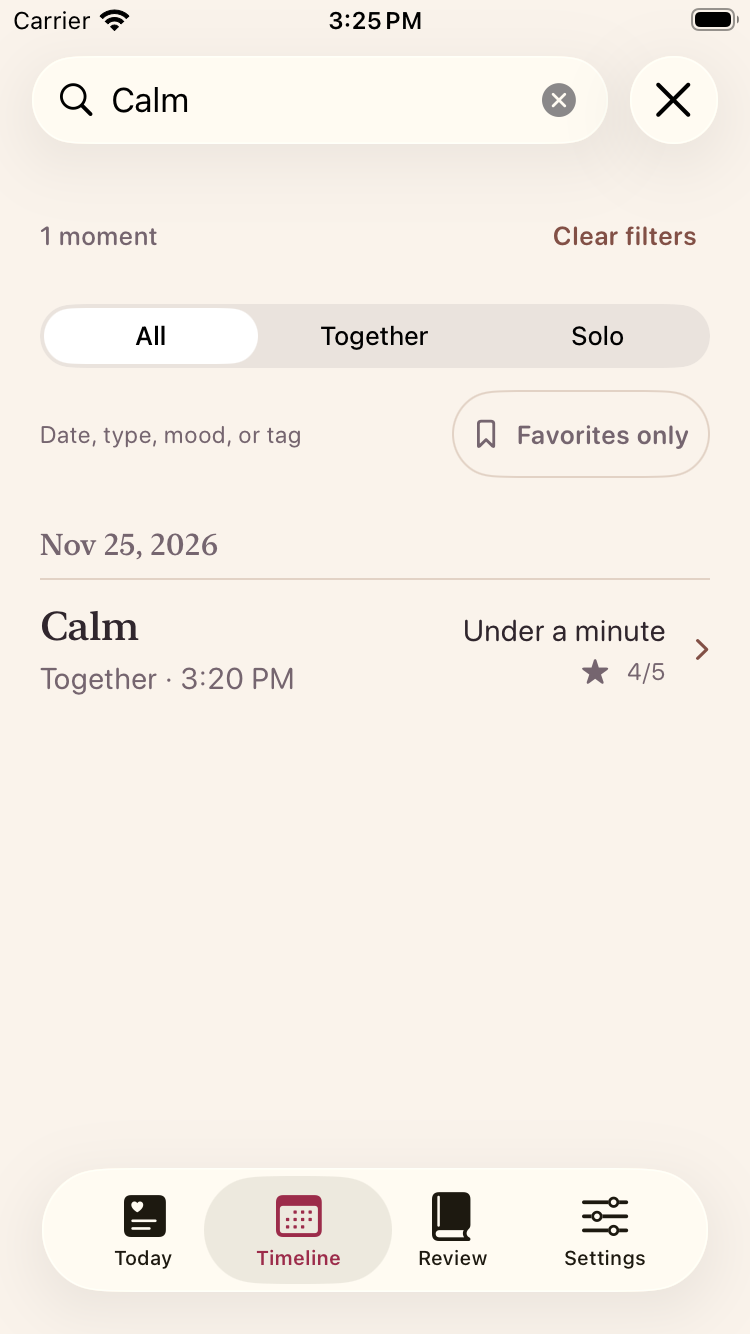 Carrier 3:25 PM
Calm
1 moment Clear filters
All Together Solo
Date, type, mood, or tag Favorites only
Nov 25, 2026
Calm Under a minute
Together · 3:20 PM 4/5
Today Timeline Review Settings